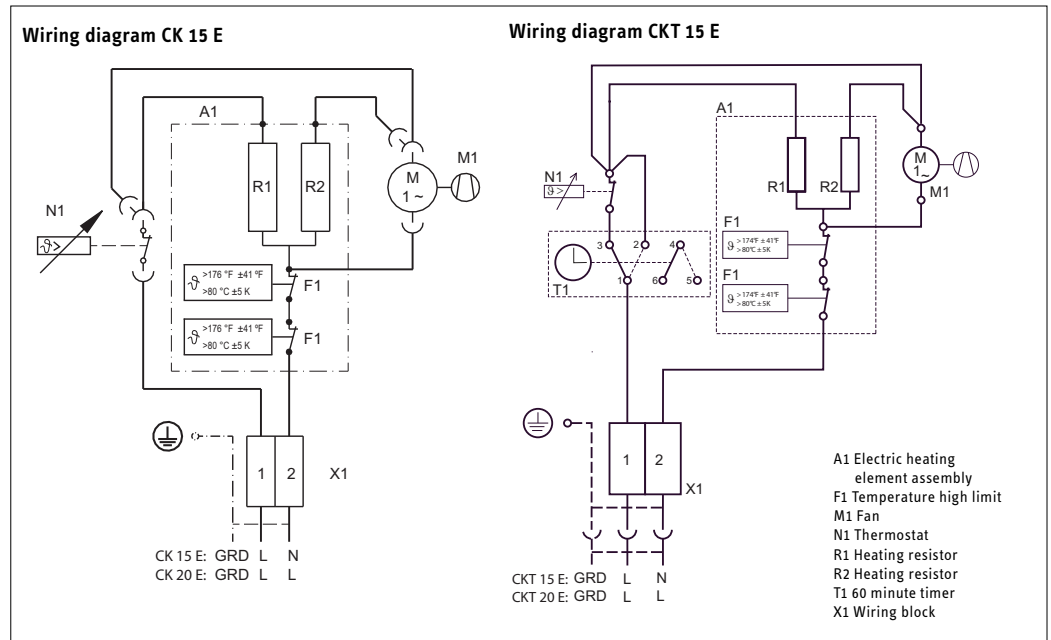 Wiring diagram CK 15 E
A1
R1
R2
M
1 ~
M1
N1
ϑ>
ϑ
>176 °F ±41 ºF
>80 °C ±5 K
F1
ϑ
>176 °F ±41 ºF
>80 °C ±5 K
F1
1
2
X1
CK 15 E: GRD L N
CK 20 E: GRD L L
Wiring diagram CKT 15 E
A1
R1
R2
M
1~
M1
N1
ϑ>
3
2
4
1
6
5
T1
F1
ϑ
>174°F ± 41°F
>80°C ± 5K
F1
ϑ
>174°F ± 41°F
>80°C ± 5K
1
2
X1
CKT 15 E: GRD L N
CKT 20 E: GRD L L
A1 Electric heating
element assembly
F1 Temperature high limit
M1 Fan
N1 Thermostat
R1 Heating resistor
R2 Heating resistor
T1 60 minute timer
X1 Wiring block